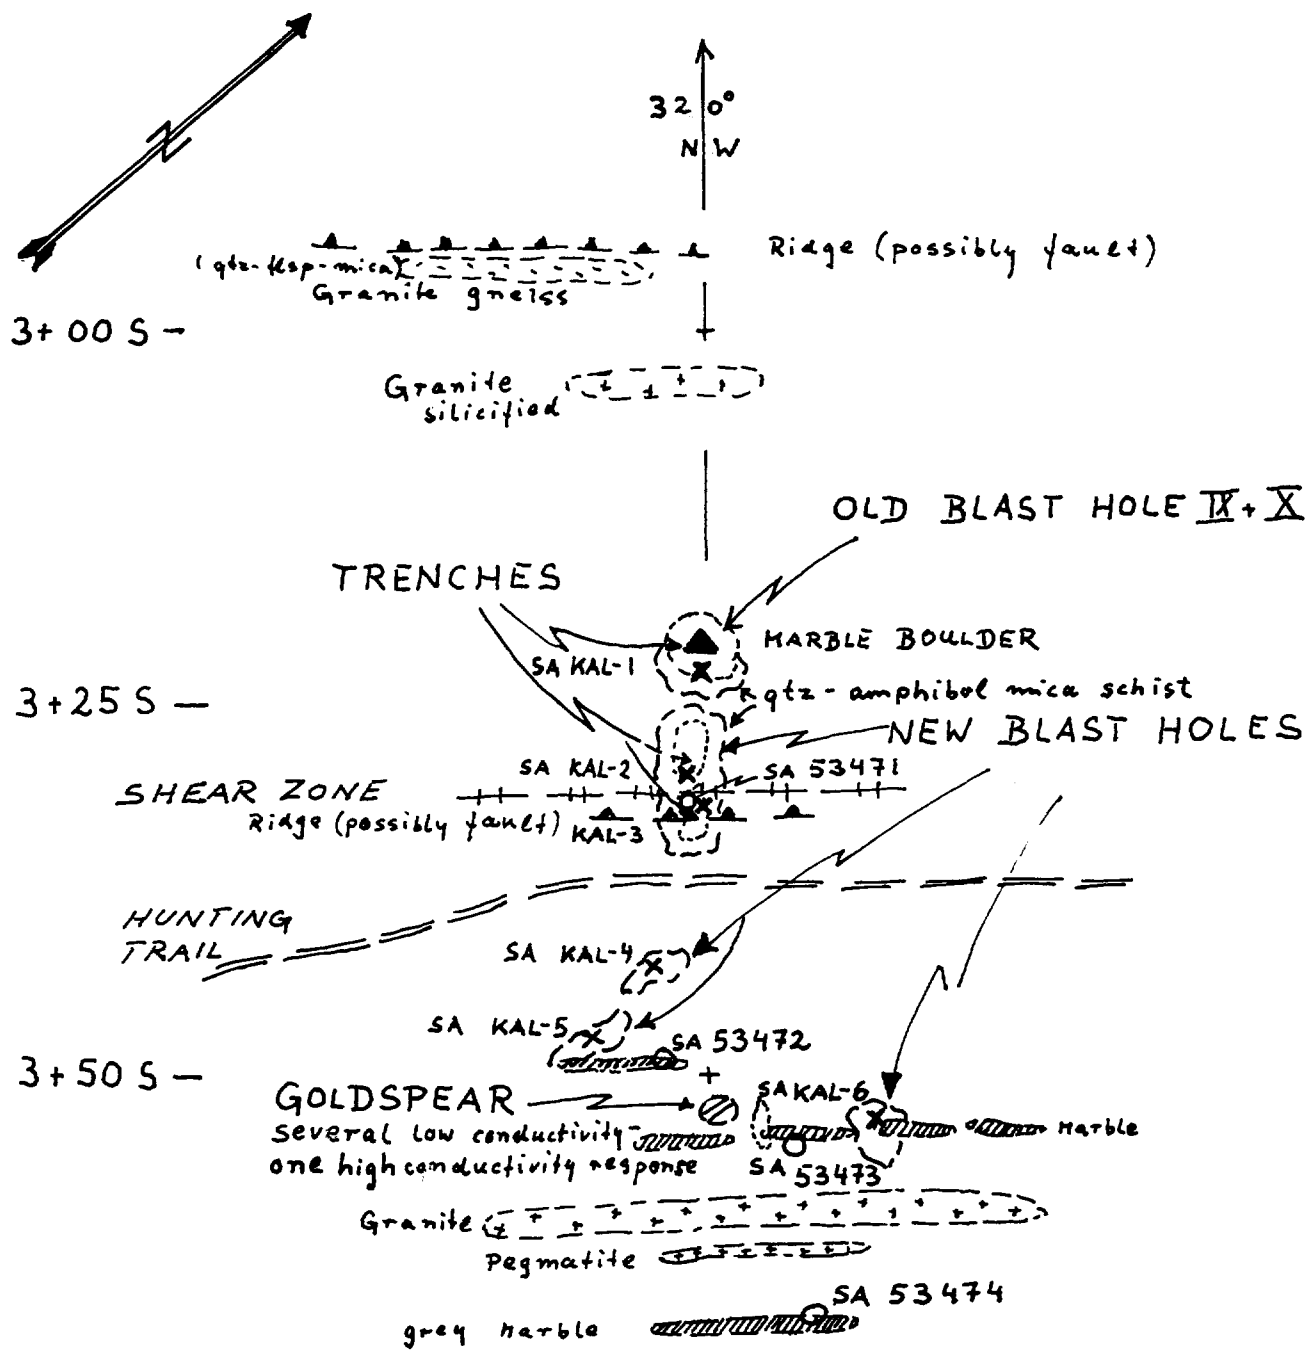 320°
N W
Ridge (possibly fault)
(qtz-flsp-mica)
Granite gneiss
3+00 S –
Granite
silicified
OLD BLAST HOLE IX + X
TRENCHES
MARBLE BOULDER
SA KAL-1
qtz - amphibol mica schist
3+25 S —
NEW BLAST HOLES
SA KAL-2
SA 53471
SHEAR ZONE
Ridge (possibly fault)
KAL-3
HUNTING
TRAIL
SA KAL-4
SA KAL-5
SA 53472
3+50 S —
SA KAL-6
GOLDSPEAR
several low conductivity-
Marble
one high conductivity response
SA 53473
Granite
Pegmatite
SA 53474
grey marble